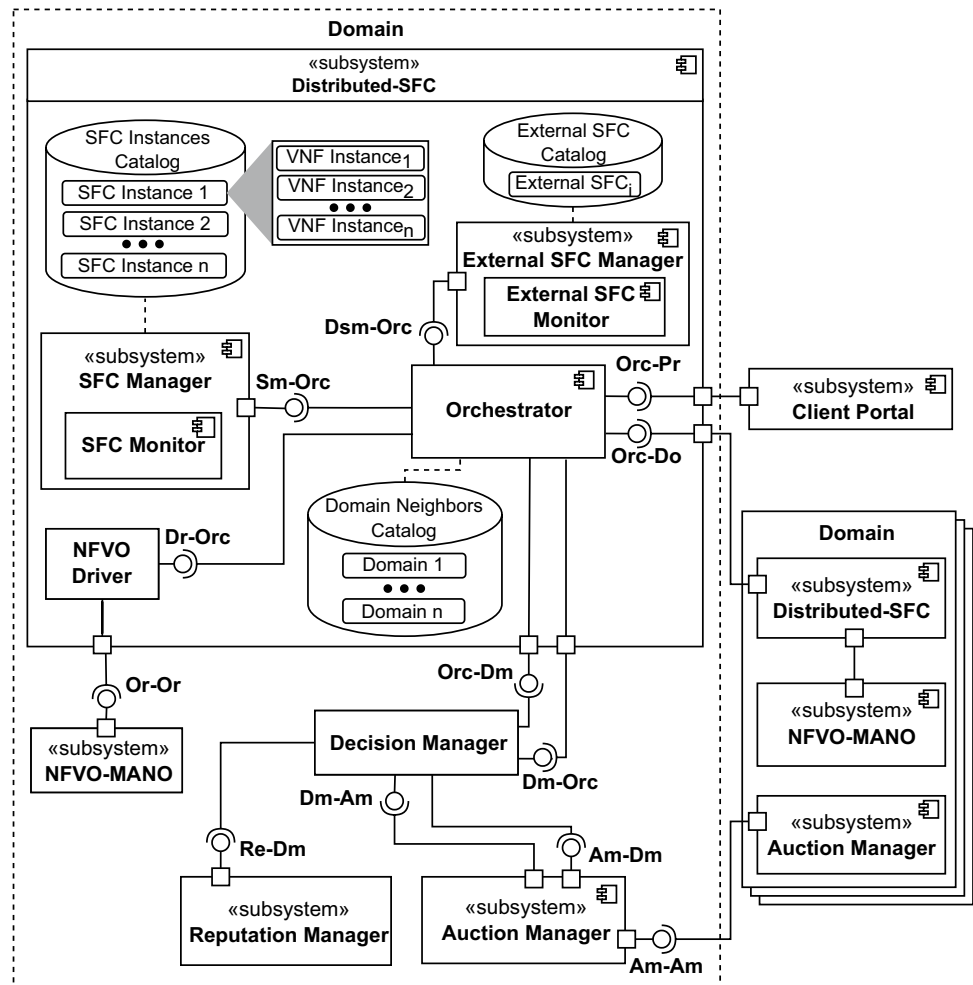 Domain
«subsystem»
Distributed-SFC
SFC Instances
Catalog
SFC Instance 1
SFC Instance 2
•••
SFC Instance n
VNF Instance1
VNF Instance2
•••
VNF Instancen
External SFC
Catalog
External SFCi
«subsystem»
External SFC Manager
External SFC
Monitor
Dsm-Orc
«subsystem»
SFC Manager
SFC Monitor
Sm-Orc
Orchestrator
Orc-Pr
Orc-Do
«subsystem»
Client Portal
Domain Neighbors
Catalog
Domain 1
•••
Domain n
NFVO
Driver
Dr-Orc
Domain
«subsystem»
Distributed-SFC
«subsystem»
NFVO-MANO
«subsystem»
Auction Manager
Or-Or
«subsystem»
NFVO-MANO
Orc-Dm
Decision Manager
Dm-Orc
Dm-Am
Re-Dm
Am-Dm
«subsystem»
Reputation Manager
«subsystem»
Auction Manager
Am-Am